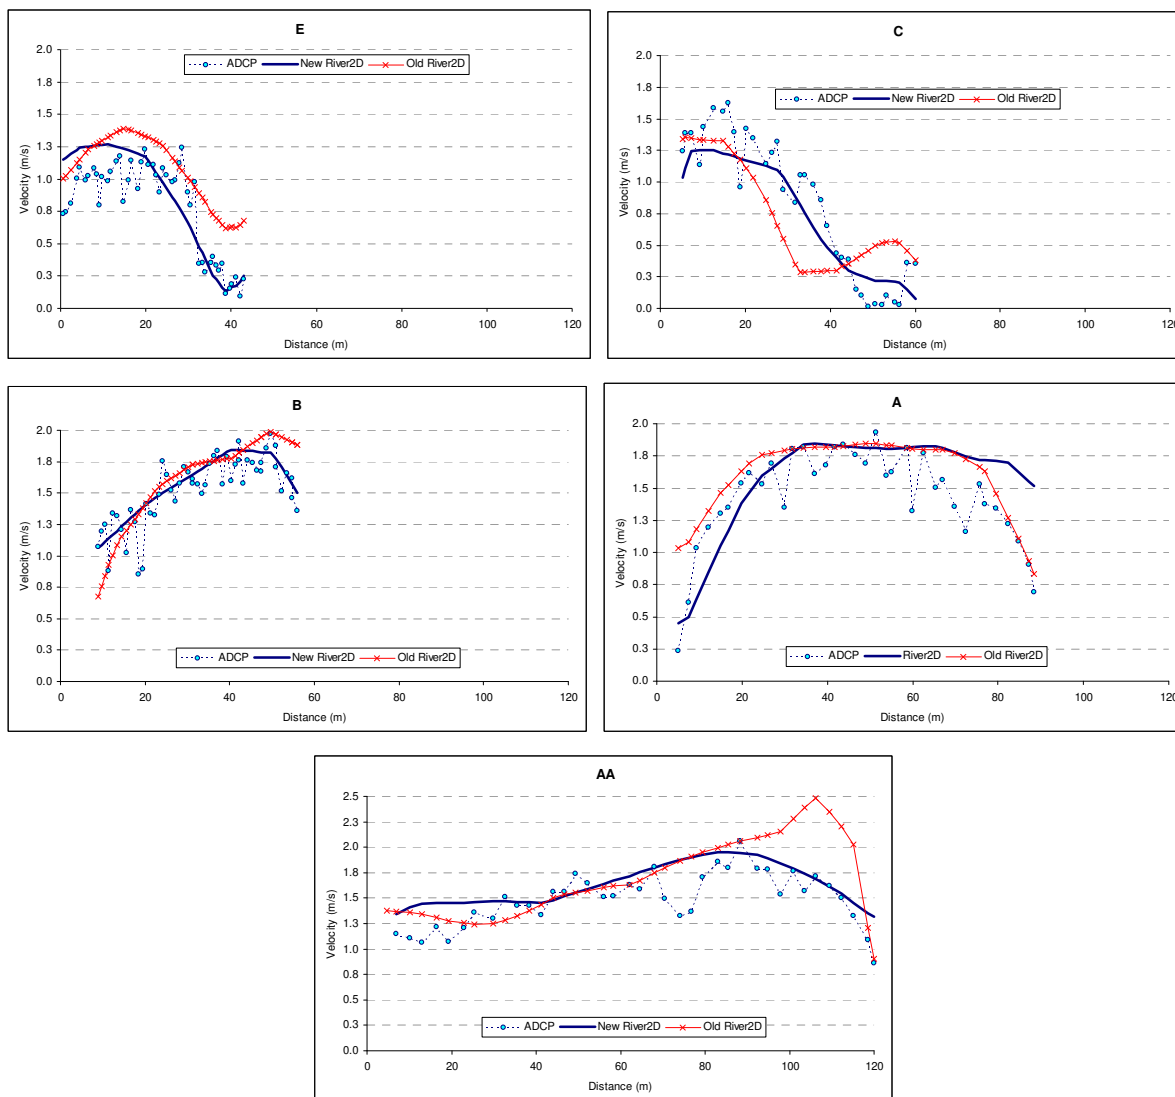 E
ADCP New River2D Old River2D
Velocity (m/s)
2.0
1.8
1.5
1.3
1.0
0.8
0.5
0.3
0.0
0 20 40 60 80 100 120
Distance (m)
C
ADCP New River2D Old River2D
Velocity (m/s)
2.0
1.8
1.5
1.3
1.0
0.8
0.5
0.3
0.0
0 20 40 60 80 100 120
Distance (m)
B
Velocity (m/s)
2.0
1.8
1.5
1.3
1.0
0.8
0.5
0.3
0.0
ADCP New River2D Old River2D
0 20 40 60 80 100 120
Distance (m)
A
Velocity (m/s)
2.0
1.8
1.5
1.3
1.0
0.8
0.5
0.3
0.0
ADCP River2D Old River2D
0 20 40 60 80 100 120
Distance (m)
AA
Velocity (m/s)
2.5
2.3
2.0
1.8
1.5
1.3
1.0
0.8
0.5
0.3
0.0
ADCP New River2D Old River2D
0 20 40 60 80 100 120
Distance (m)